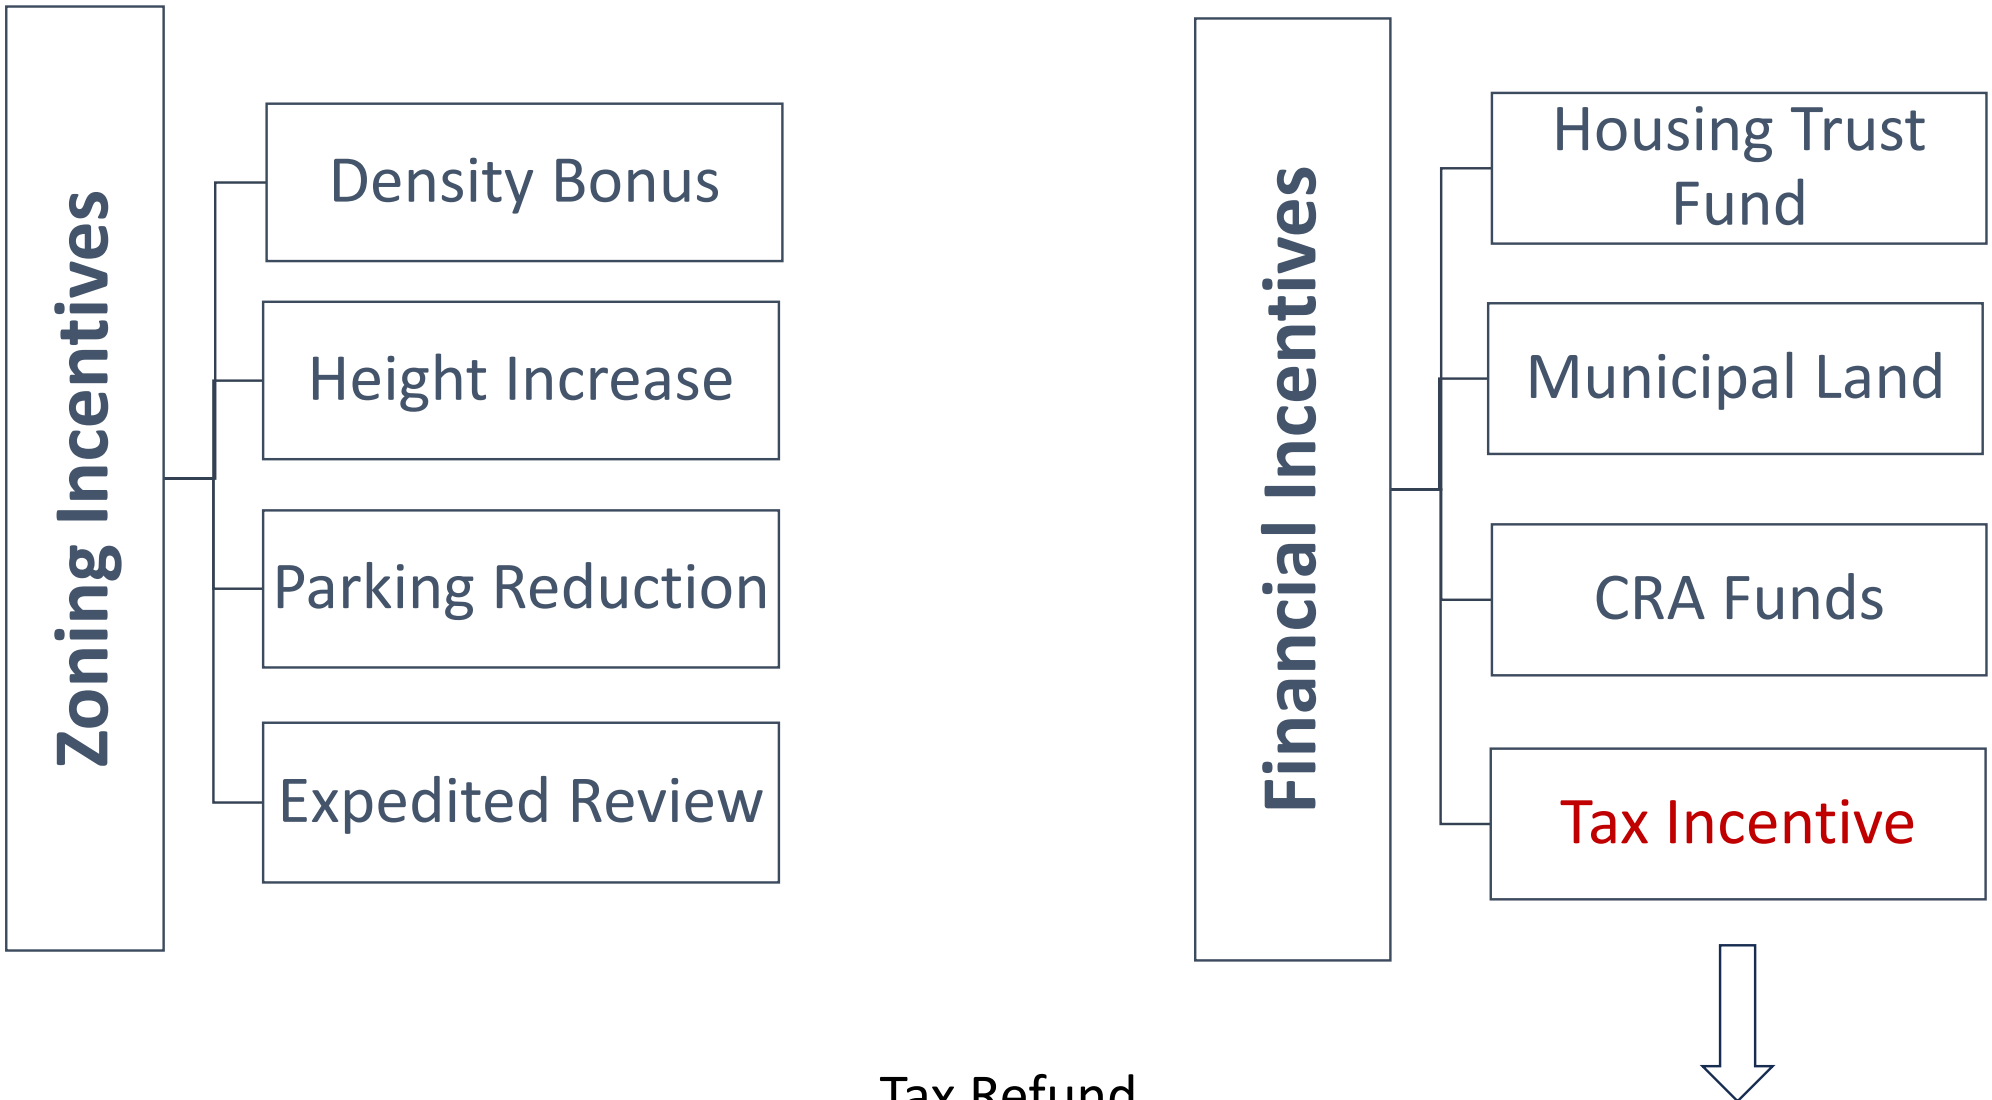 Zoning Incentives
Density Bonus
Height Increase
Parking Reduction
Expedited Review
Financial Incentives
Housing Trust
Fund
Municipal Land
CRA Funds
Tax Incentive
Tax Refund